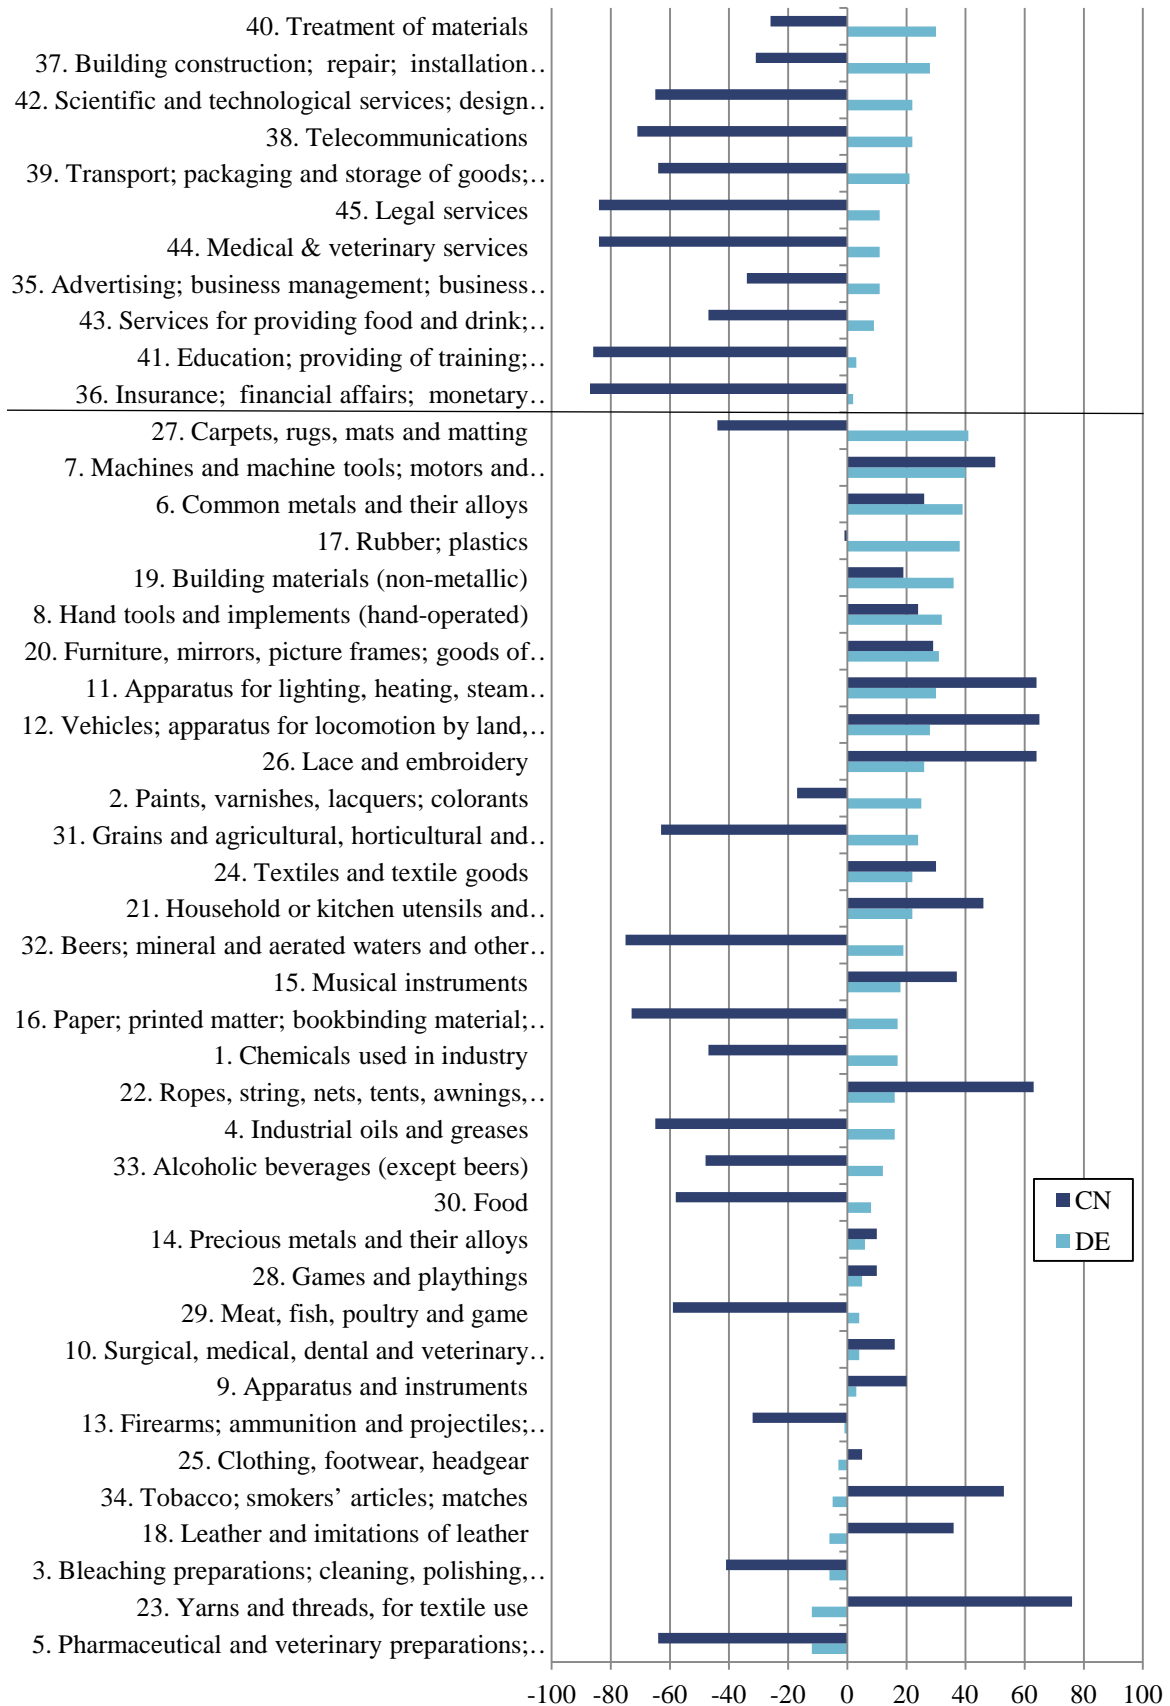 40. Treatment of materials
37. Building construction; repair; installation..
42. Scientific and technological services; design..
38. Telecommunications
39. Transport; packaging and storage of goods;..
45. Legal services
44. Medical & veterinary services
35. Advertising; business management; business..
43. Services for providing food and drink;..
41. Education; providing of training;..
36. Insurance; financial affairs; monetary..
27. Carpets, rugs, mats and matting
7. Machines and machine tools; motors and..
6. Common metals and their alloys
17. Rubber; plastics
19. Building materials (non-metallic)
8. Hand tools and implements (hand-operated)
20. Furniture, mirrors, picture frames; goods of..
11. Apparatus for lighting, heating, steam..
12. Vehicles; apparatus for locomotion by land,..
26. Lace and embroidery
2. Paints, varnishes, lacquers; colorants
31. Grains and agricultural, horticultural and..
24. Textiles and textile goods
21. Household or kitchen utensils and..
32. Beers; mineral and aerated waters and other..
15. Musical instruments
16. Paper; printed matter; bookbinding material;..
1. Chemicals used in industry
22. Ropes, string, nets, tents, awnings,..
4. Industrial oils and greases
33. Alcoholic beverages (except beers)
30. Food
14. Precious metals and their alloys
28. Games and playthings
29. Meat, fish, poultry and game
10. Surgical, medical, dental and veterinary..
9. Apparatus and instruments
13. Firearms; ammunition and projectiles;..
25. Clothing, footwear, headgear
34. Tobacco; smokers’ articles; matches
18. Leather and imitations of leather
3. Bleaching preparations; cleaning, polishing,..
23. Yarns and threads, for textile use
5. Pharmaceutical and veterinary preparations;..
CN
DE
-100 -80 -60 -40 -20 0 20 40 60 80 100